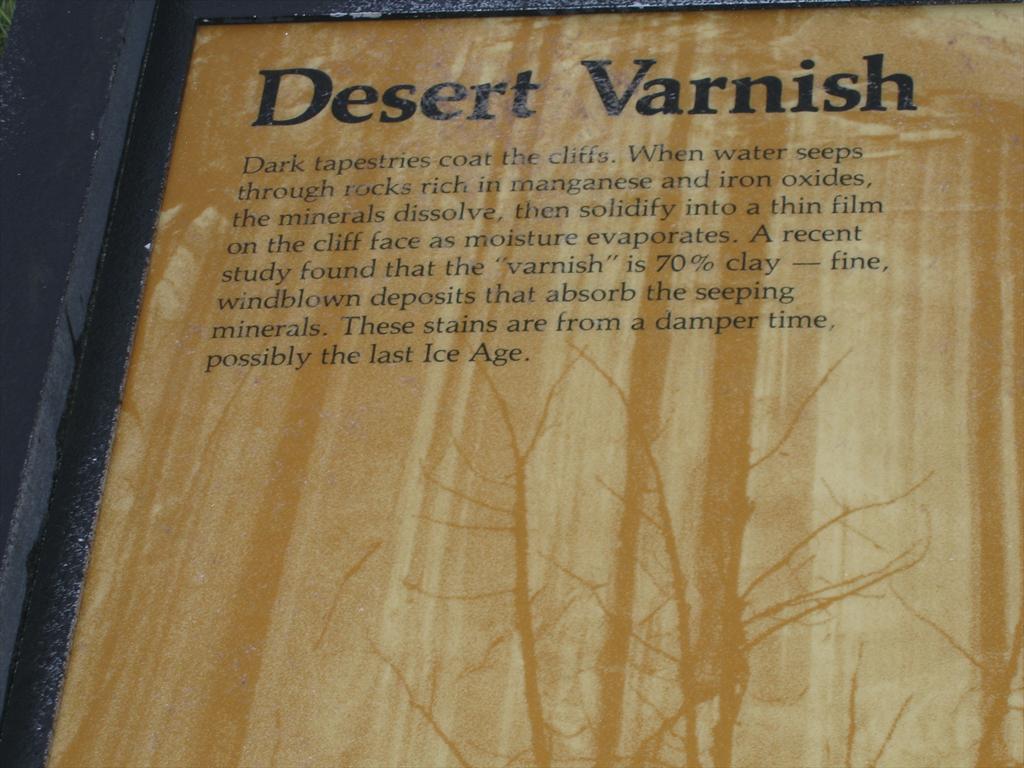 Desert Varnish
Dark tapestries coat the cliffs. When water seeps
through rocks rich in manganese and iron oxides,
the minerals dissolve, then solidify into a thin film
on the cliff face as moisture evaporates. A recent
study found that the "varnish" is 70% clay — fine,
windblown deposits that absorb the seeping
minerals. These stains are from a damper time,
possibly the last Ice Age.